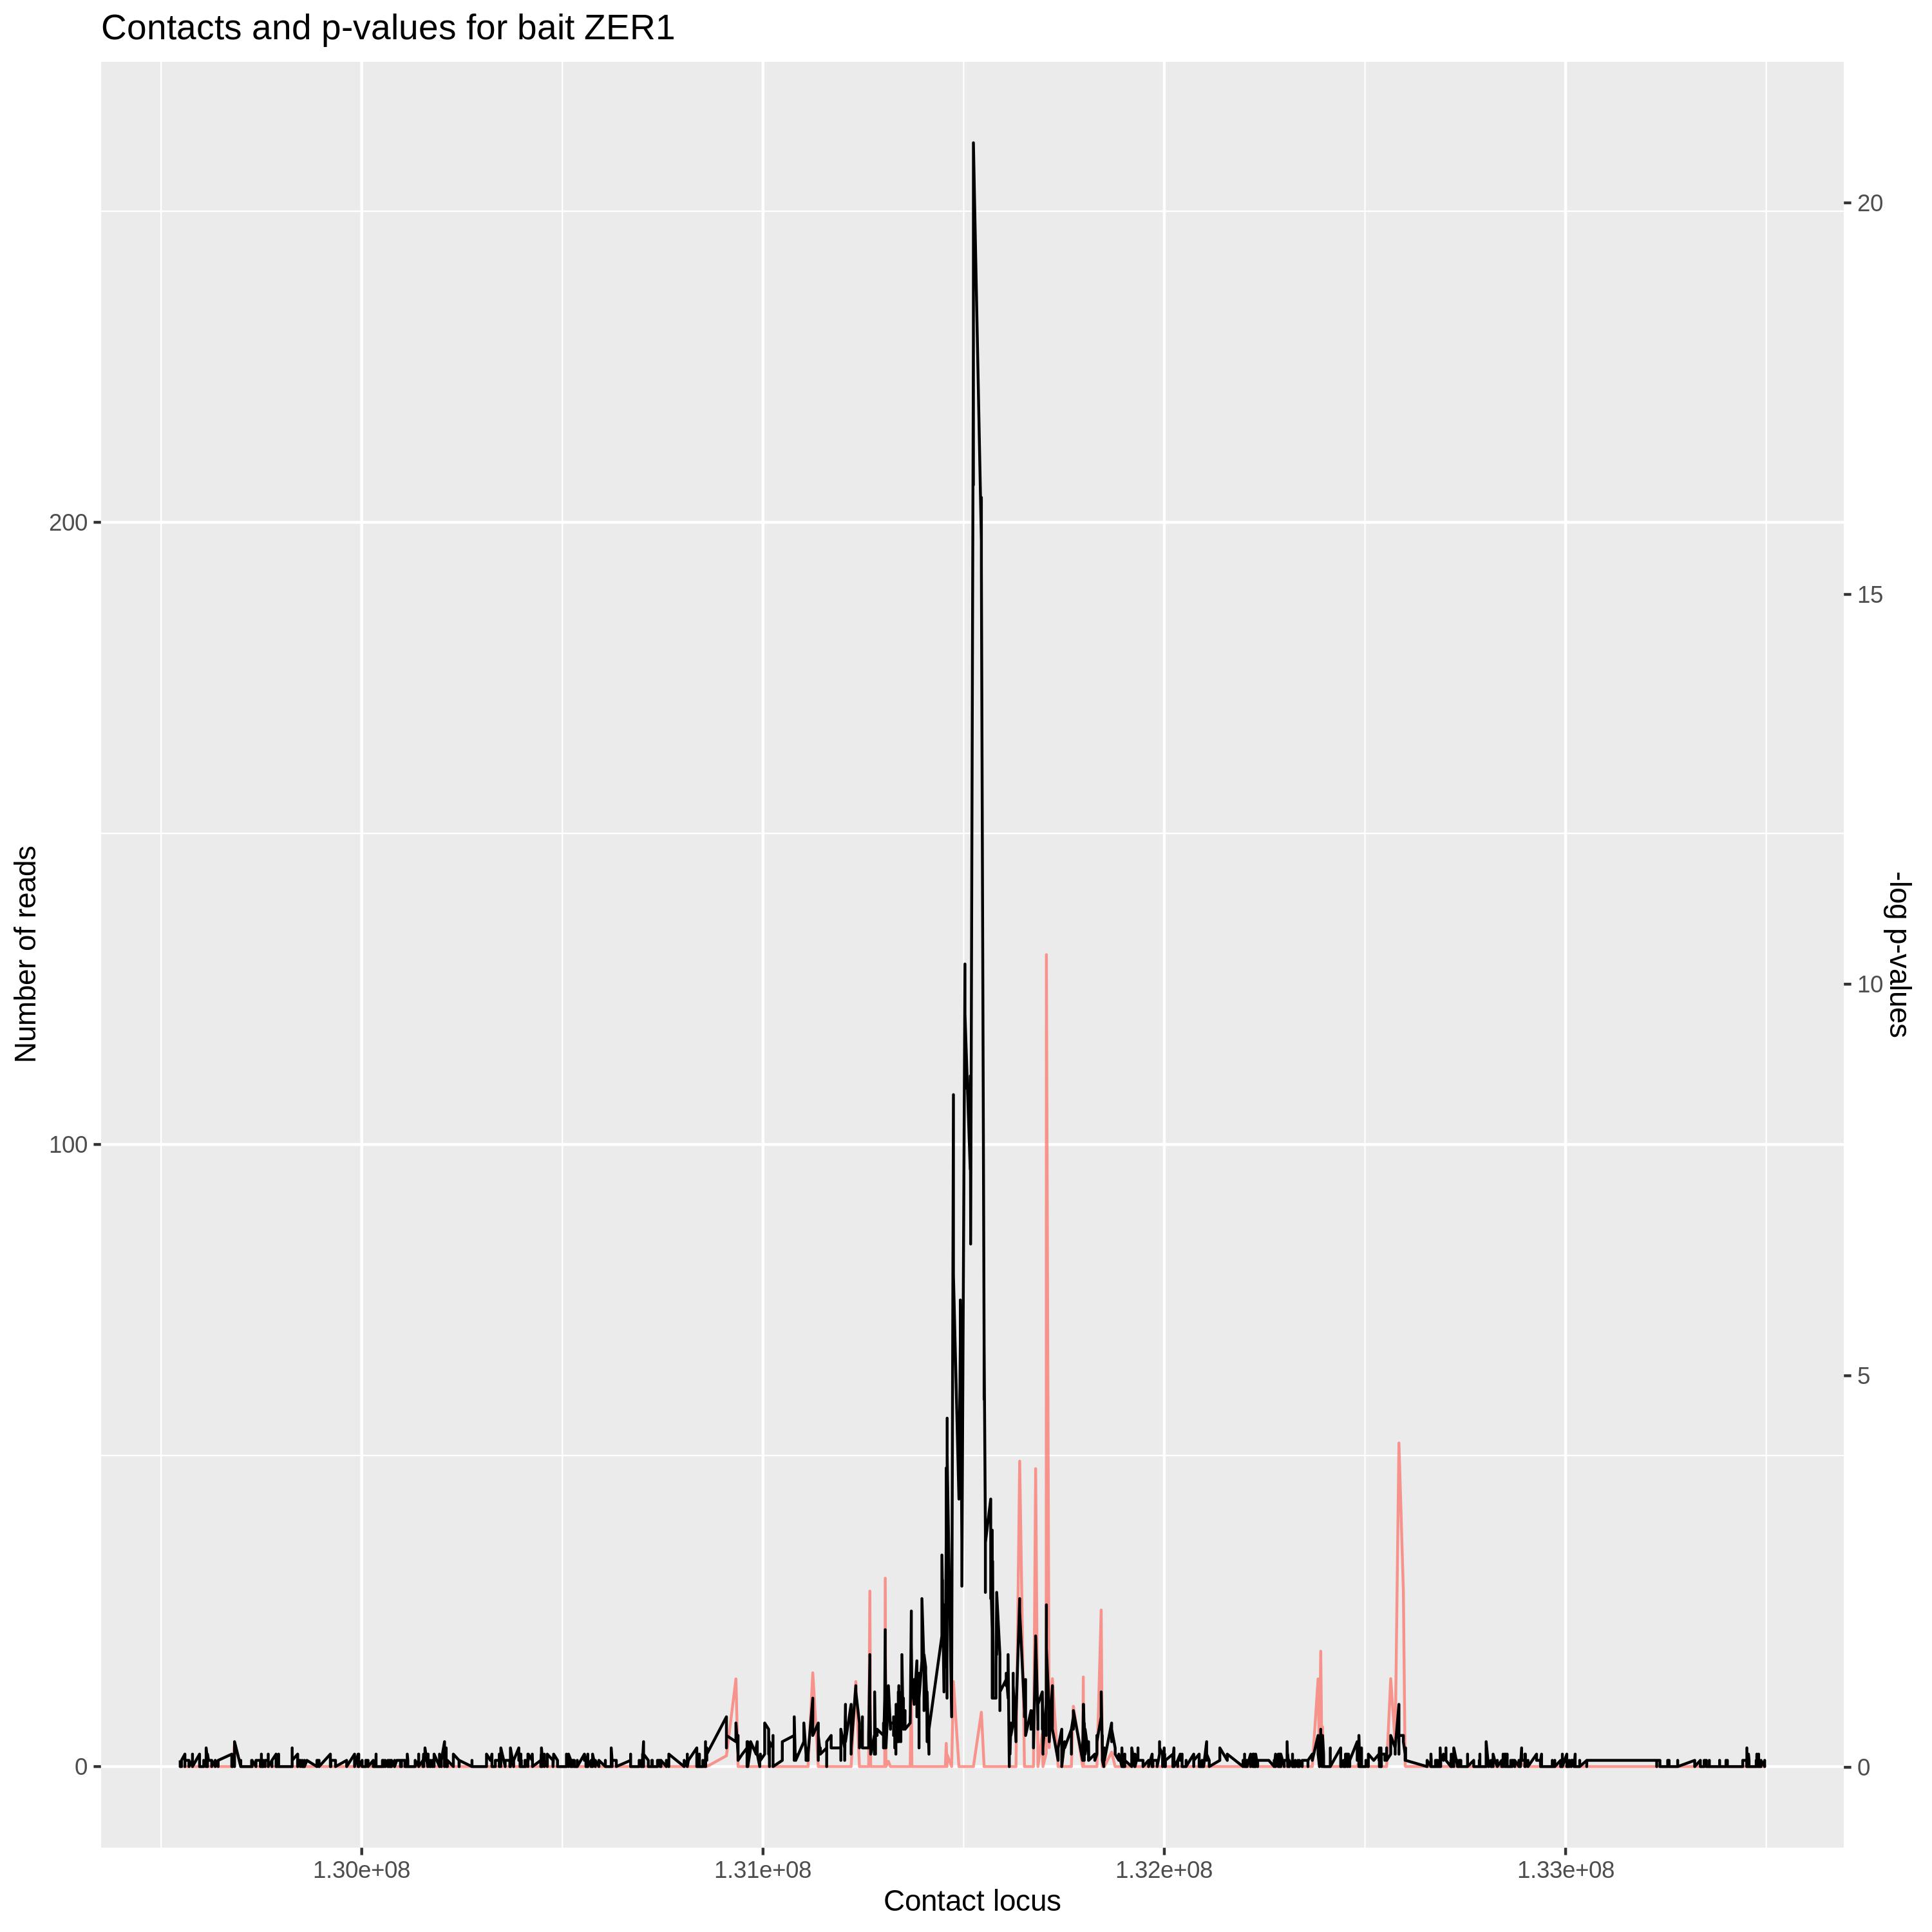 Contacts and p-values for bait ZER1
Number of reads
200
100
0
20
15
10
5
0
-log p-values
1.30e+08 1.31e+08 1.32e+08 1.33e+08
Contact locus